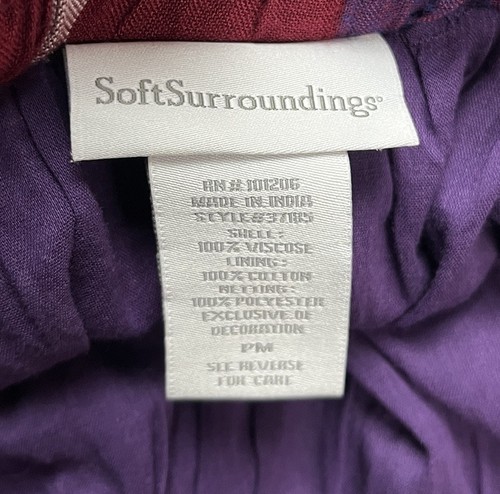 SoftSurroundings®
RN#101206
MADE IN INDIA
STYLE#37185
SHELL:
100% VISCOSE
LINING:
100% COTTON
NETTING:
100% POLYESTER
EXCLUSIVE OF
DECORATION
PM
SEE REVERSE
FOR CARE